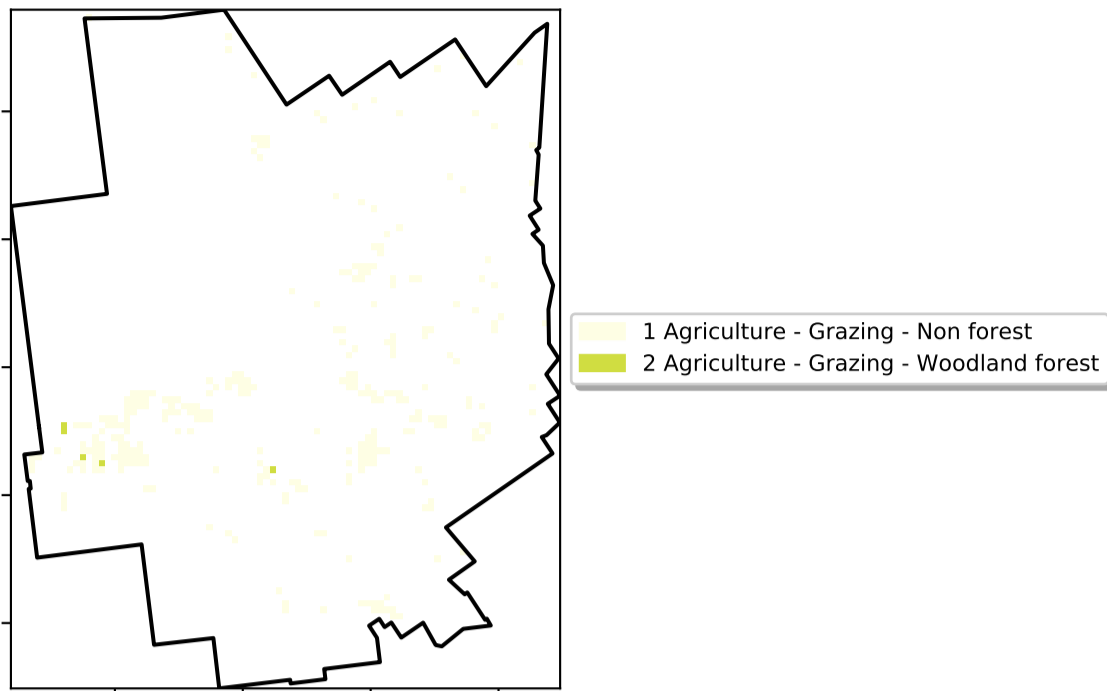 1 Agriculture - Grazing - Non forest
2 Agriculture - Grazing - Woodland forest